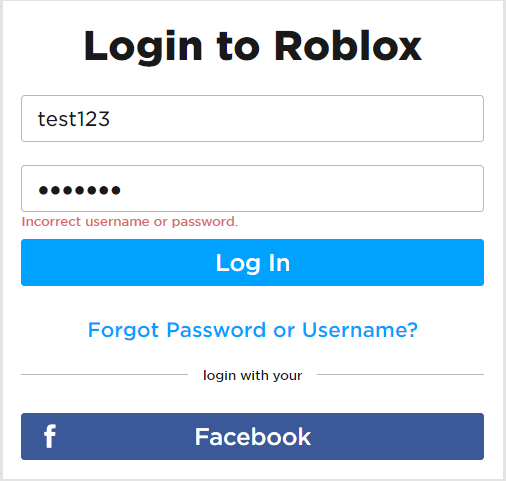 Login to Roblox
test123
•••••••
Incorrect username or password.
Log In
Forgot Password or Username?
login with your
f Facebook